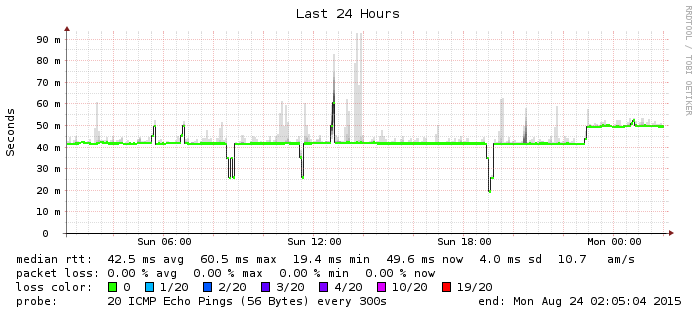 Last 24 Hours
RRDTOOL / TOBI OETIKER
Seconds
90 m
80 m
70 m
60 m
50 m
40 m
30 m
20 m
10 m
0
Sun 06:00 Sun 12:00 Sun 18:00 Mon 00:00
median rtt: 42.5 ms avg 60.5 ms max 19.4 ms min 49.6 ms now 4.0 ms sd 10.7 am/s
packet loss: 0.00 % avg 0.00 % max 0.00 % min 0.00 % now
loss color: 0 1/20 2/20 3/20 4/20 10/20 19/20
probe: 20 ICMP Echo Pings (56 Bytes) every 300s end: Mon Aug 24 02:05:04 2015